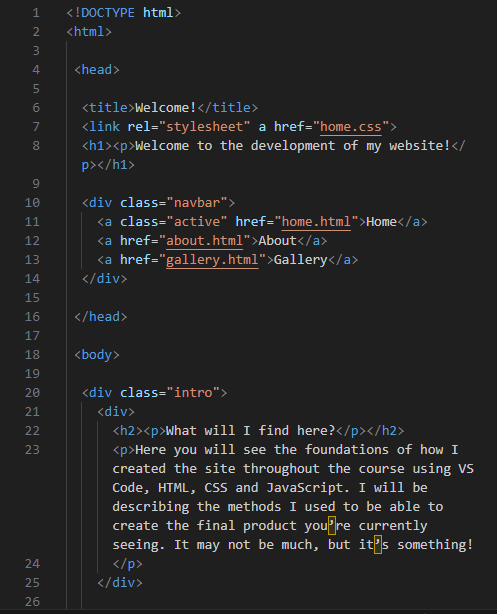 1 <!DOCTYPE html>
2 <html>
3
4 <head>
5
6 <title>Welcome!</title>
7 <link rel="stylesheet" a href="home.css">
8 <h1><p>Welcome to the development of my website!</
p></h1>
9
10 <div class="navbar">
11 <a class="active" href="home.html">Home</a>
12 <a href="about.html">About</a>
13 <a href="gallery.html">Gallery</a>
14 </div>
15
16 </head>
17
18 <body>
19
20 <div class="intro">
21 <div>
22 <h2><p>What will I find here?</p></h2>
23 <p>Here you will see the foundations of how I
created the site throughout the course using VS
Code, HTML, CSS and JavaScript. I will be
describing the methods I used to be able to
create the final product you’re currently
seeing. It may not be much, but it’s something!
24 </p>
25 </div>
26